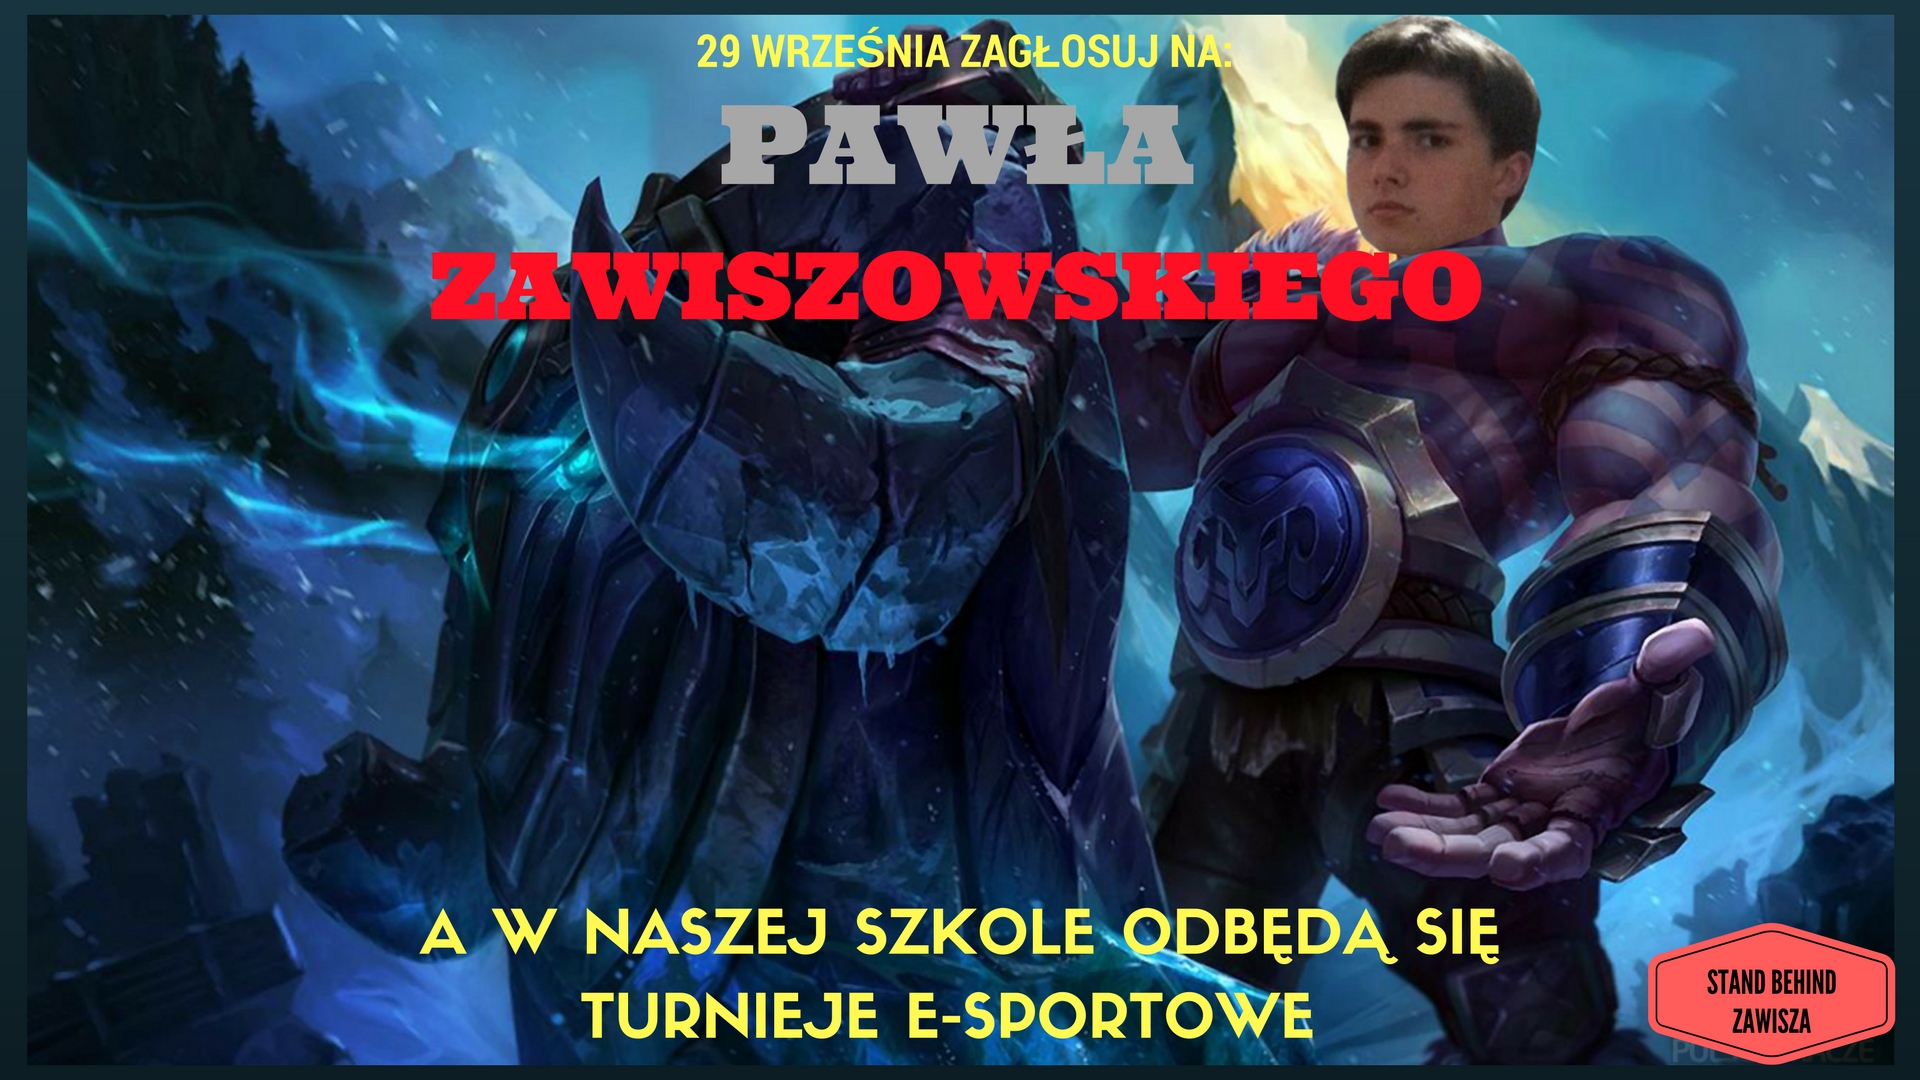 29 WRZEŚNIA ZAGŁOSUJ NA:
PAWŁA
ZAWISZOWSKIEGO
A W NASZEJ SZKOLE ODBĘDĄ SIĘ
TURNIEJE E-SPORTOWE
STAND BEHIND
ZAWISZA